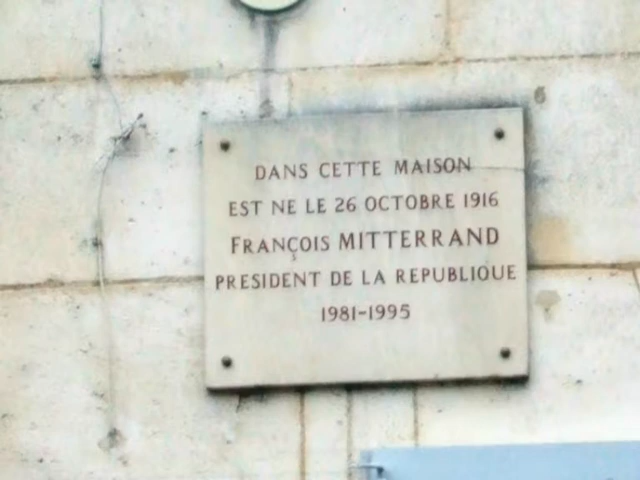 DANS CETTE MAISON
EST NE LE 26 OCTOBRE 1916
FRANÇOIS MITTERRAND
PRESIDENT DE LA REPUBLIQUE
1981-1995